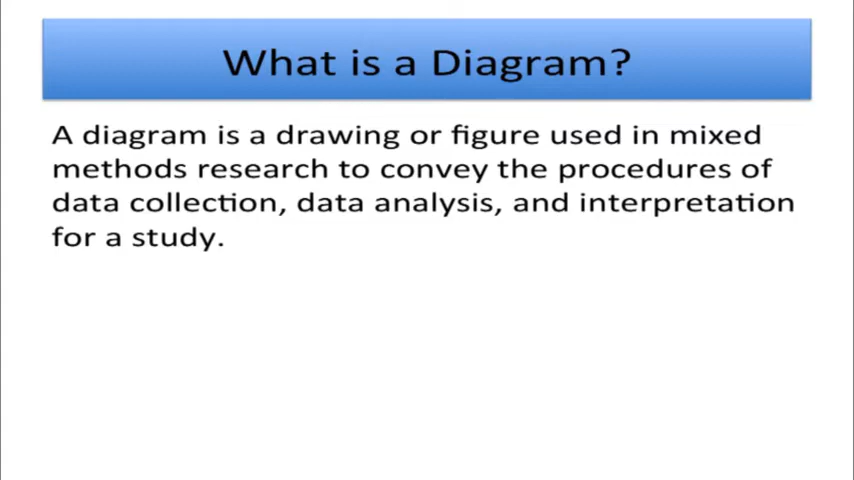 What is a Diagram?
A diagram is a drawing or figure used in mixed
methods research to convey the procedures of
data collection, data analysis, and interpretation
for a study.